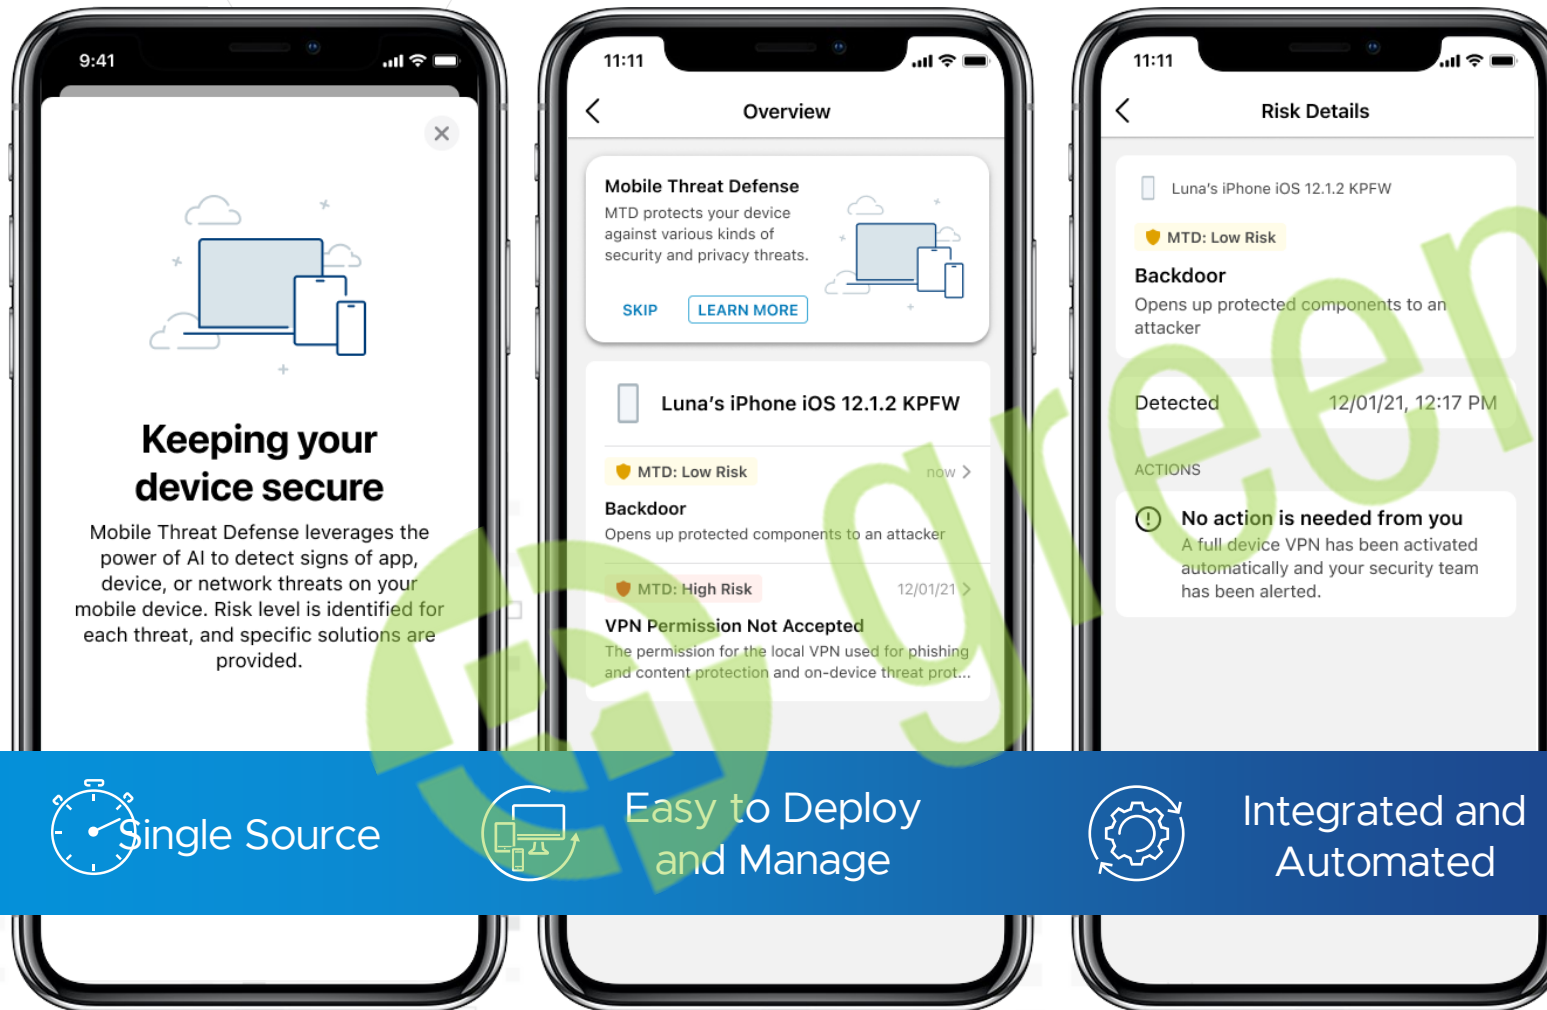 9:41
Keeping your
device secure
Mobile Threat Defense leverages the
power of AI to detect signs of app,
device, or network threats on your
mobile device. Risk level is identified for
each threat, and specific solutions are
provided.
11:11
Overview
Mobile Threat Defense
MTD protects your device
against various kinds of
security and privacy threats.
SKIP
LEARN MORE
Luna's iPhone iOS 12.1.2 KPFW
MTD: Low Risk
now
Backdoor
Opens up protected components to an attacker
MTD: High Risk
12/01/21
VPN Permission Not Accepted
The permission for the local VPN used for phishing
and content protection and on-device threat prot...
11:11
Risk Details
Luna's iPhone iOS 12.1.2 KPFW
MTD: Low Risk
Backdoor
Opens up protected components to an
attacker
Detected
12/01/21, 12:17 PM
ACTIONS
No action is needed from you
A full device VPN has been activated
automatically and your security team
has been alerted.
Single Source
Easy to Deploy
and Manage
Integrated and
Automated